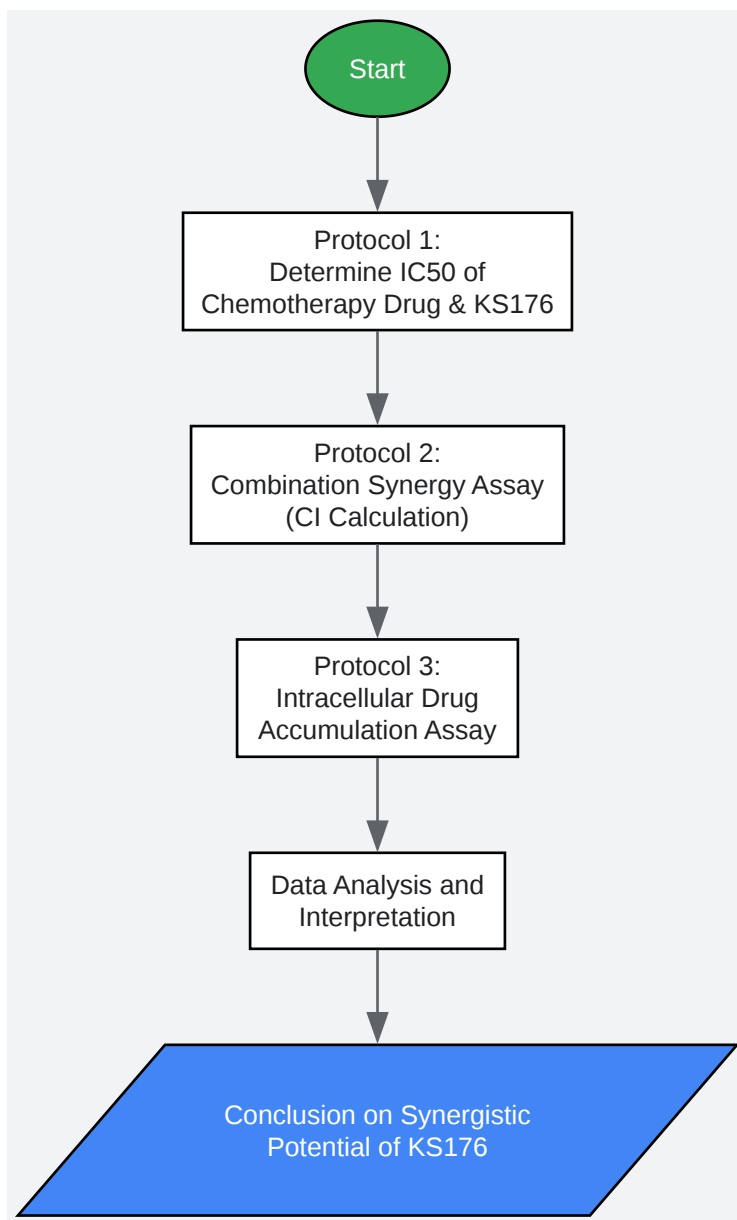 Start
Protocol 1:
Determine IC50 of
Chemotherapy Drug & KS176
Protocol 2:
Combination Synergy Assay
(CI Calculation)
Protocol 3:
Intracellular Drug
Accumulation Assay
Data Analysis and
Interpretation
Conclusion on Synergistic
Potential of KS176